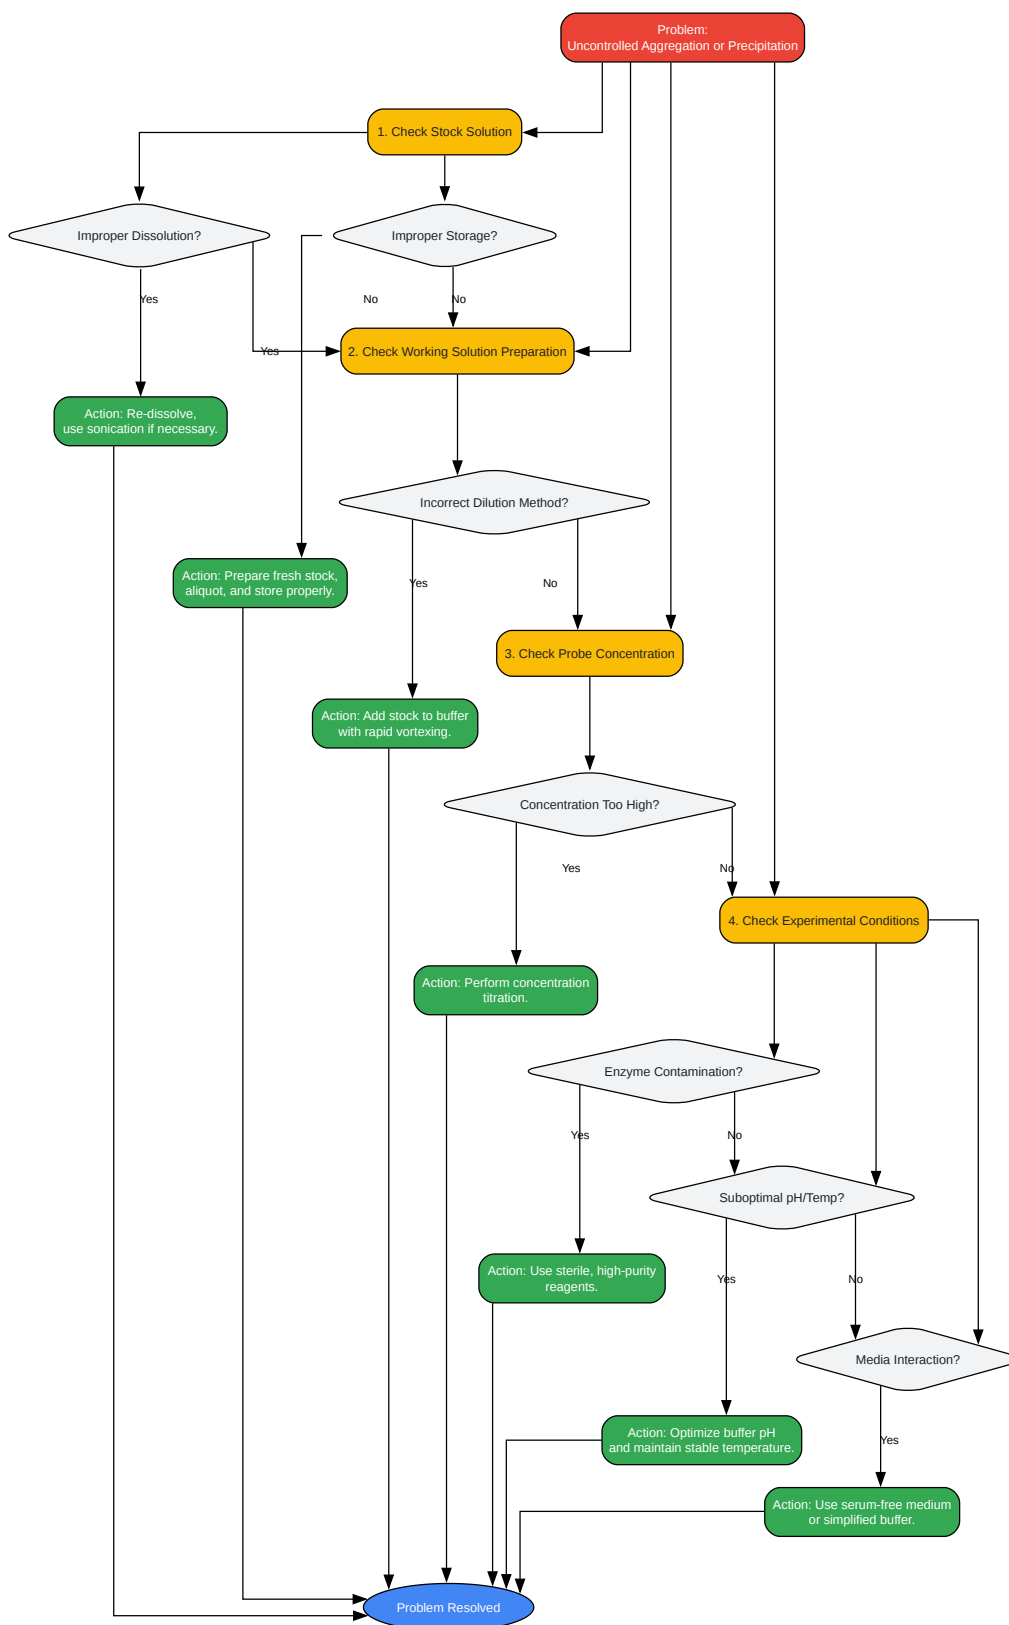 Problem:
Uncontrolled Aggregation or Precipitation
1. Check Stock Solution
Improper Dissolution?
Improper Storage?
Yes
No
No
Yes
2. Check Working Solution Preparation
Action: Re-dissolve,
use sonication if necessary.
Incorrect Dilution Method?
Action: Prepare fresh stock,
aliquot, and store properly.
Yes
No
3. Check Probe Concentration
Action: Add stock to buffer
with rapid vortexing.
Concentration Too High?
Yes
No
4. Check Experimental Conditions
Action: Perform concentration
titration.
Enzyme Contamination?
Yes
No
Suboptimal pH/Temp?
Action: Use sterile, high-purity
reagents.
Yes
No
Media Interaction?
Action: Optimize buffer pH
and maintain stable temperature.
Yes
Action: Use serum-free medium
or simplified buffer.
Problem Resolved